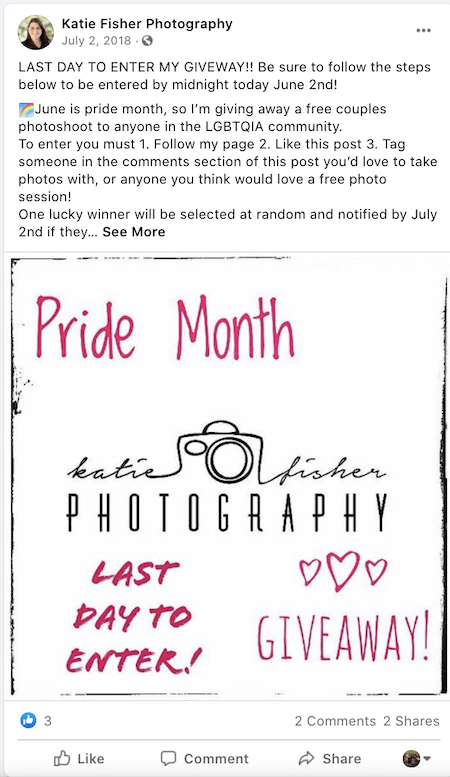 Katie Fisher Photography
July 2, 2018 ·
LAST DAY TO ENTER MY GIVEWAY!! Be sure to follow the steps
below to be entered by midnight today June 2nd!
June is pride month, so I'm giving away a free couples
photoshoot to anyone in the LGBTQIA community.
To enter you must 1. Follow my page 2. Like this post 3. Tag
someone in the comments section of this post you'd love to take
photos with, or anyone you think would love a free photo
session!
One lucky winner will be selected at random and notified by July
2nd if they... See More
Pride Month
katie fisher
PHOTOGRAPHY
LAST
DAY TO
ENTER!
GIVEAWAY!
3
2 Comments 2 Shares
Like Comment Share